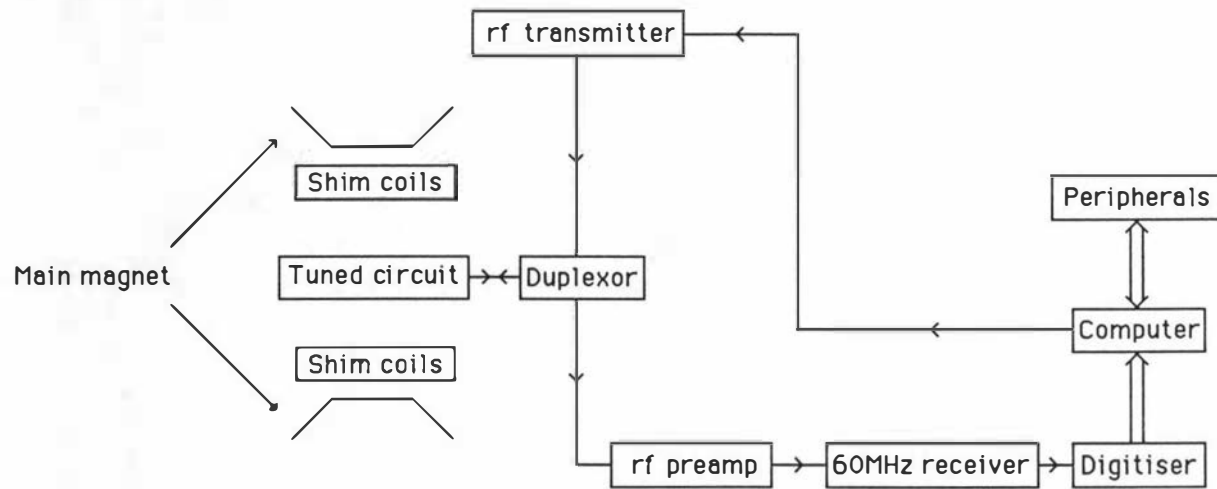 rf transmitter
Shim coils
Peripherals
Main magnet
Tuned circuit
Duplexor
Computer
Shim coils
rf preamp
60MHz receiver
Digitiser